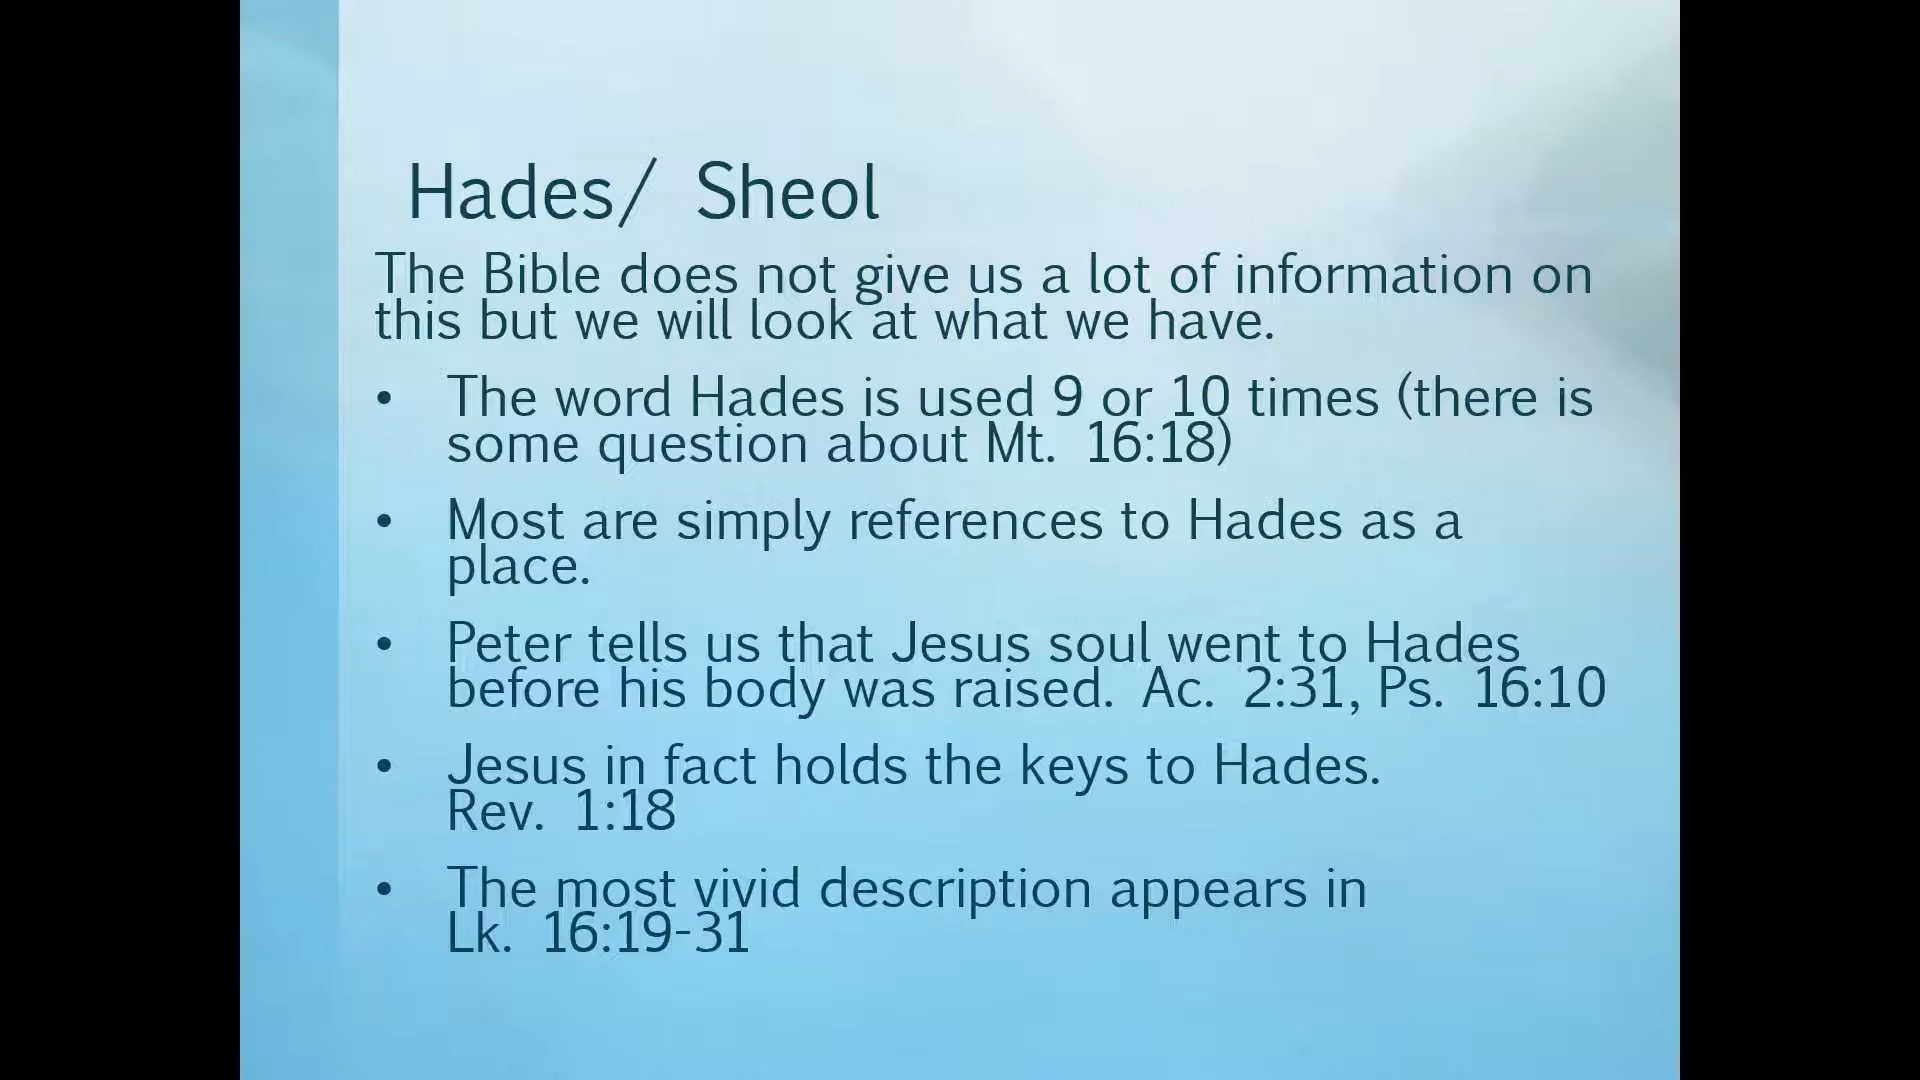 Hades/ Sheol
The Bible does not give us a lot of information on
this but we will look at what we have.
• The word Hades is used 9 or 10 times (there is
some question about Mt. 16:18)
• Most are simply references to Hades as a
place.
• Peter tells us that Jesus soul went to Hades
before his body was raised. Ac. 2:31, Ps. 16:10
• Jesus in fact holds the keys to Hades.
Rev. 1:18
• The most vivid description appears in
Lk. 16:19-31